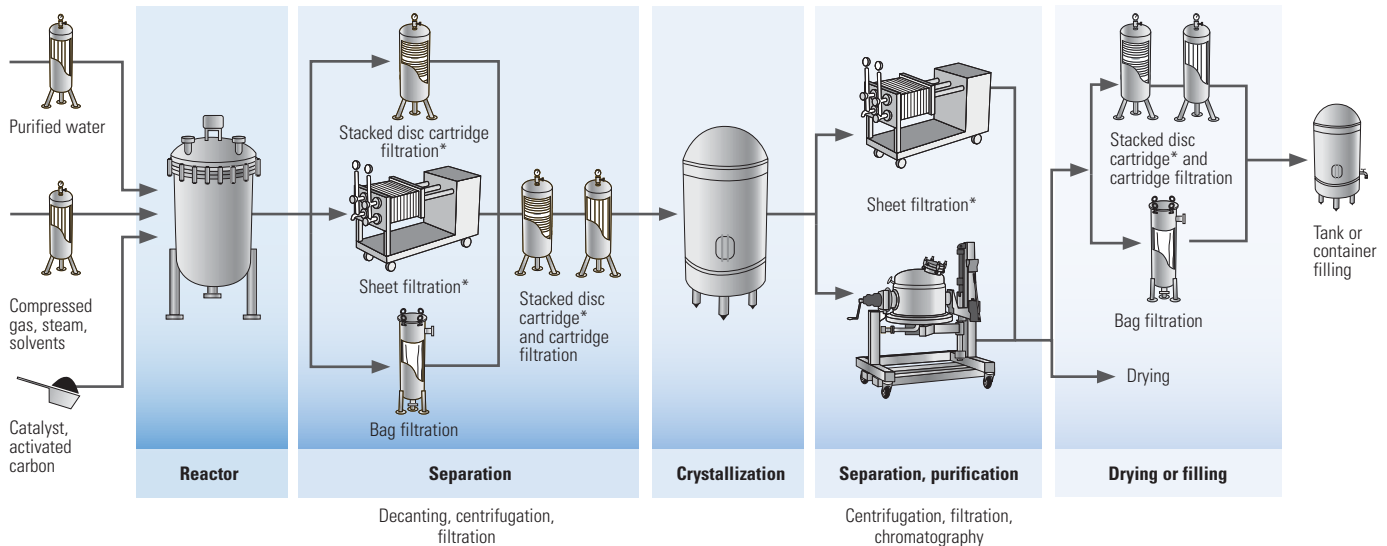 Purified water
Compressed
gas, steam,
solvents
Catalyst,
activated
carbon
Reactor
Stacked disc cartridge
filtration*
Sheet filtration*
Bag filtration
Stacked disc
cartridge*
and cartridge
filtration
Separation
Decanting, centrifugation,
filtration
Crystallization
Sheet filtration*
Separation, purification
Centrifugation, filtration,
chromatography
Stacked disc
cartridge* and
cartridge filtration
Bag filtration
Drying
Drying or filling
Tank or
container
filling